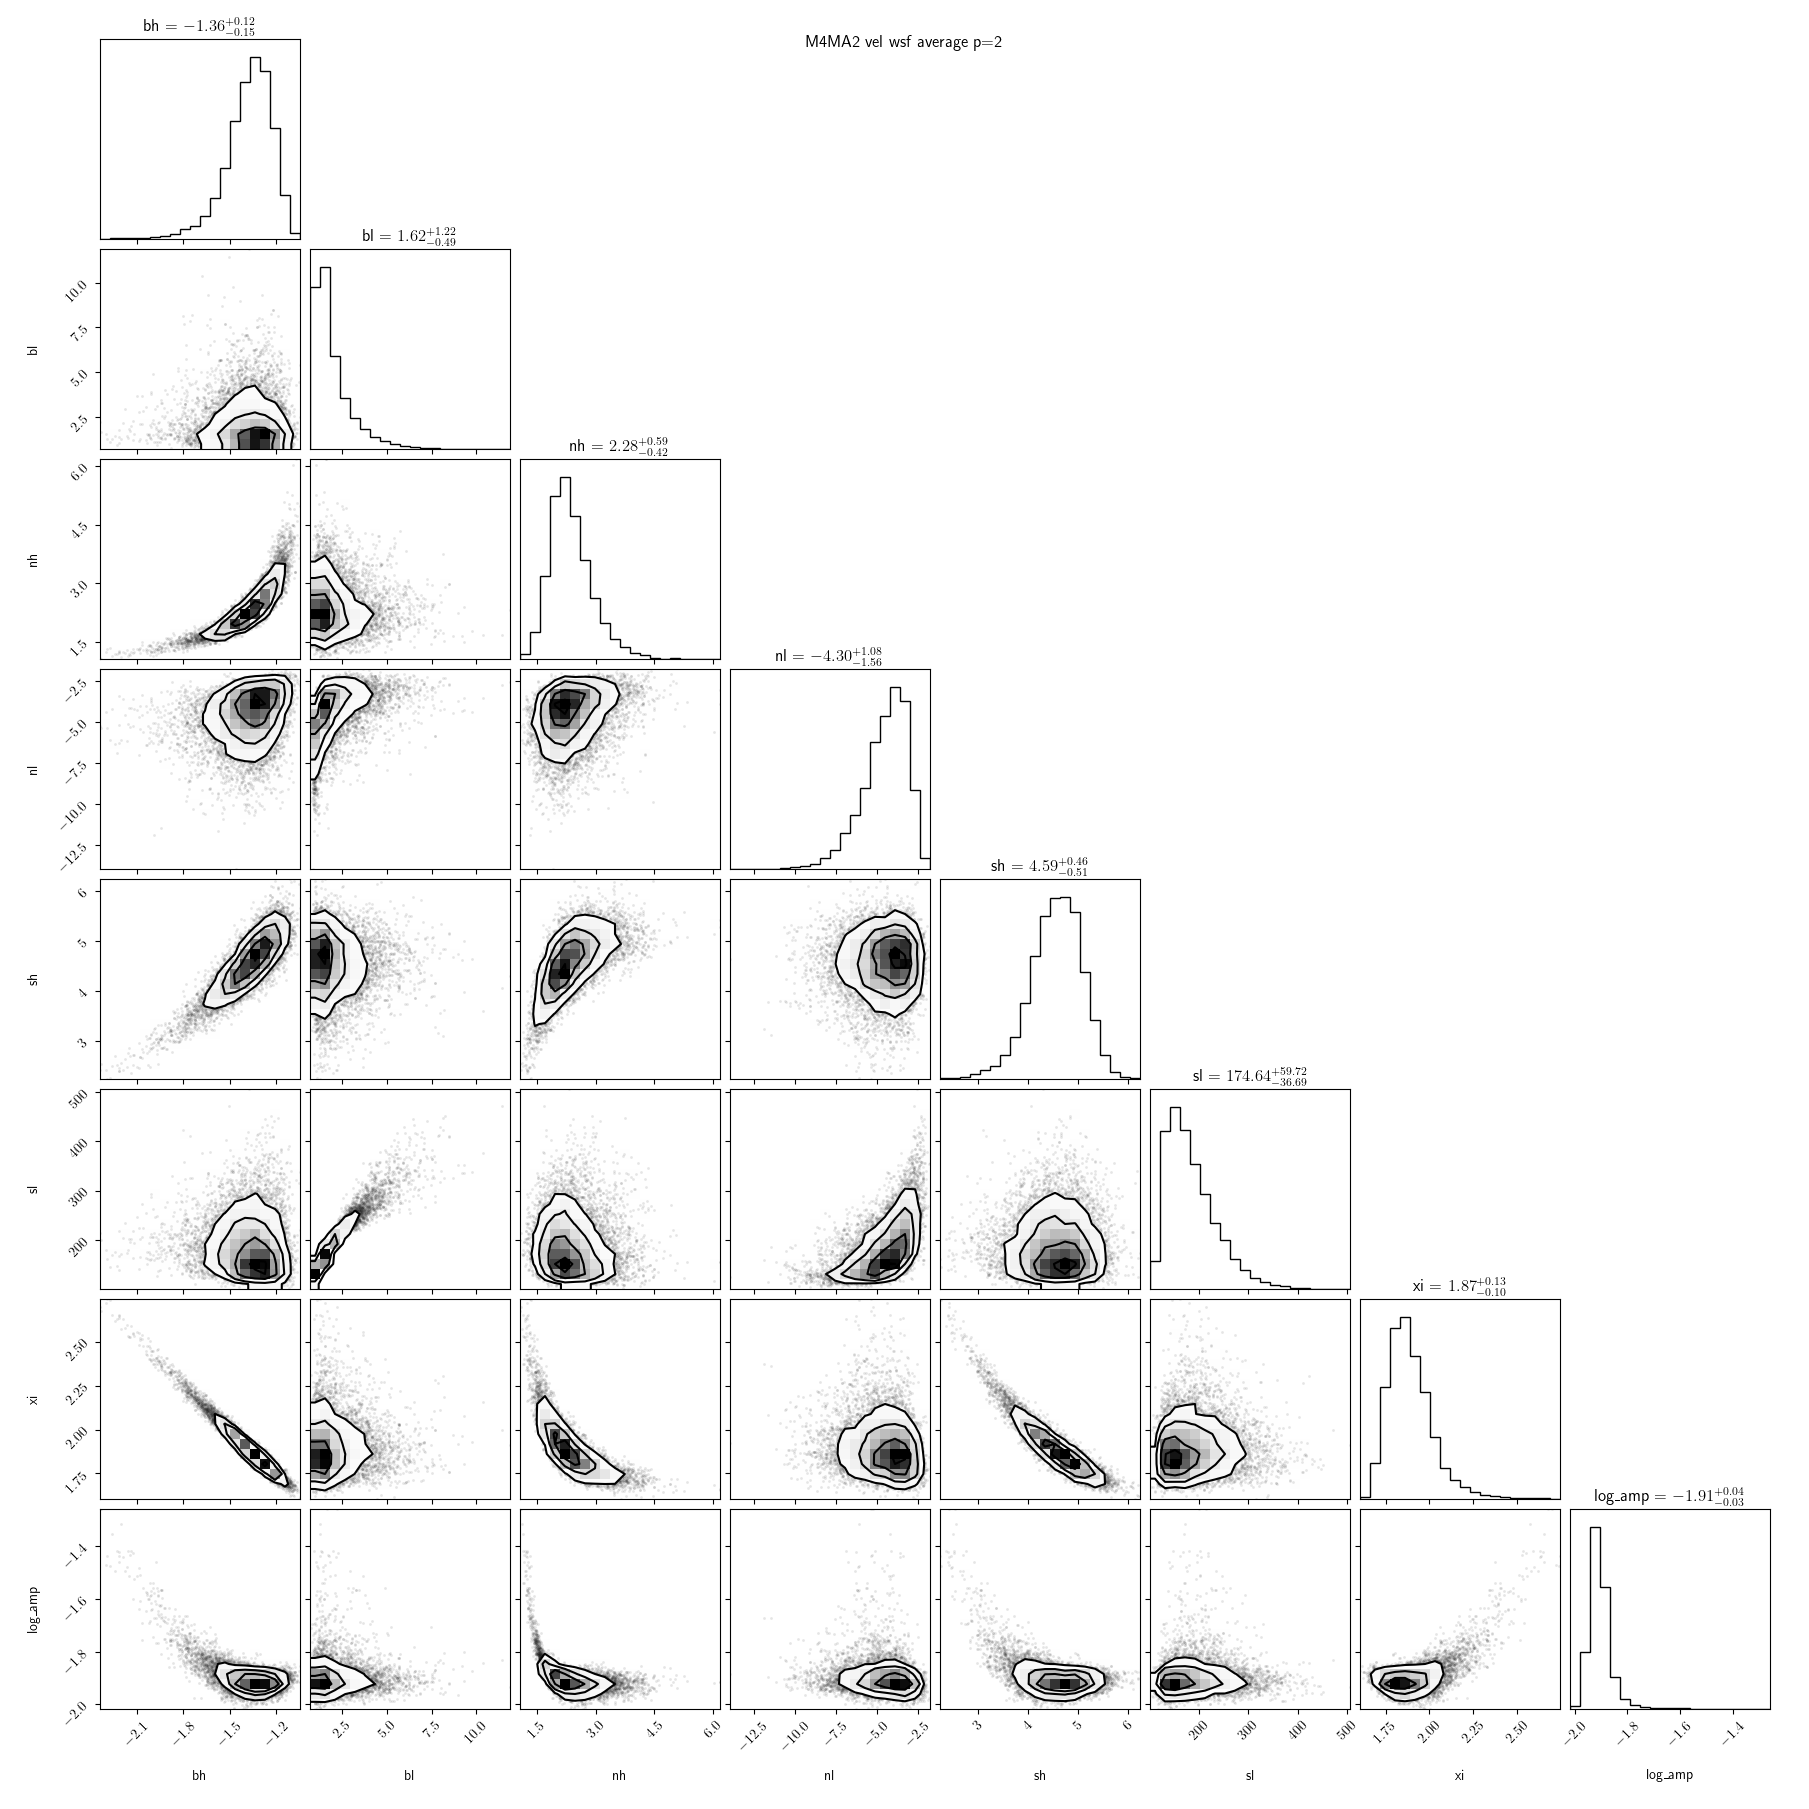 bh = −1.36+0.12 −0.15
M4MA2 vel wsf average p=2
bl = 1.62+1.22 −0.49
10.0
7.5
5.0
2.5
bl
nh = 2.28+0.59 −0.42
6.0
4.5
3.0
1.5
nh
nl = −4.30+1.08 −1.56
−2.5
−5.0
−7.5
−10.0
−12.5
nl
sh = 4.59+0.46 −0.51
6
5
4
3
sh
sl = 174.64+59.72 −36.69
500
400
300
200
sl
xi = 1.87+0.13 −0.10
2.50
2.25
2.00
1.75
xi
log_amp = −1.91+0.04 −0.03
−1.4
−1.6
−1.8
−2.0
log_amp
−2.1 −1.8 −1.5 −1.2 2.5 5.0 7.5 10.0 1.5 3.0 4.5 6.0 −12.5 −10.0 −7.5 −5.0 −2.5 3 4 5 6 200 300 400 500 1.75 2.00 2.25 2.50 −2.0 −1.8 −1.6 −1.4
bh bl nh nl sh sl xi log_amp